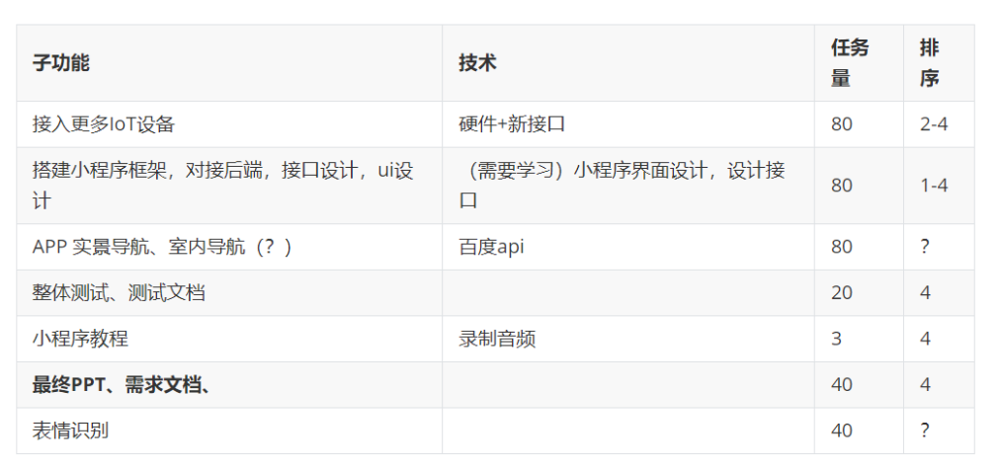 子功能 技术 任务量 排序
接入更多IoT设备 硬件+新接口 80 2-4
搭建小程序框架，对接后端，接口设计，ui设计 （需要学习）小程序界面设计，设计接口 80 1-4
APP 实景导航、室内导航（？） 百度api 80 ？
整体测试、测试文档 20 4
小程序教程 录制音频 3 4
最终PPT、需求文档、 40 4
表情识别 40 ？